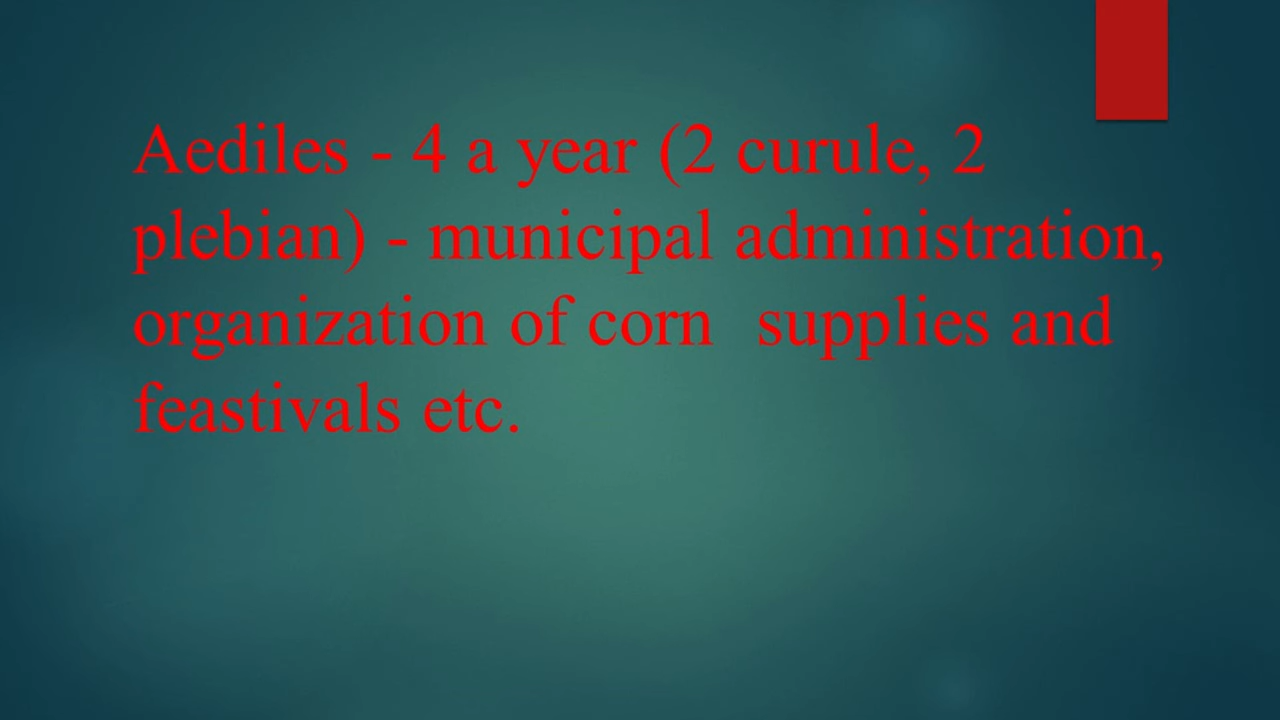 Aediles - 4 a year (2 curule, 2
plebian) - municipal administration,
organization of corn  supplies and
feastivals etc.